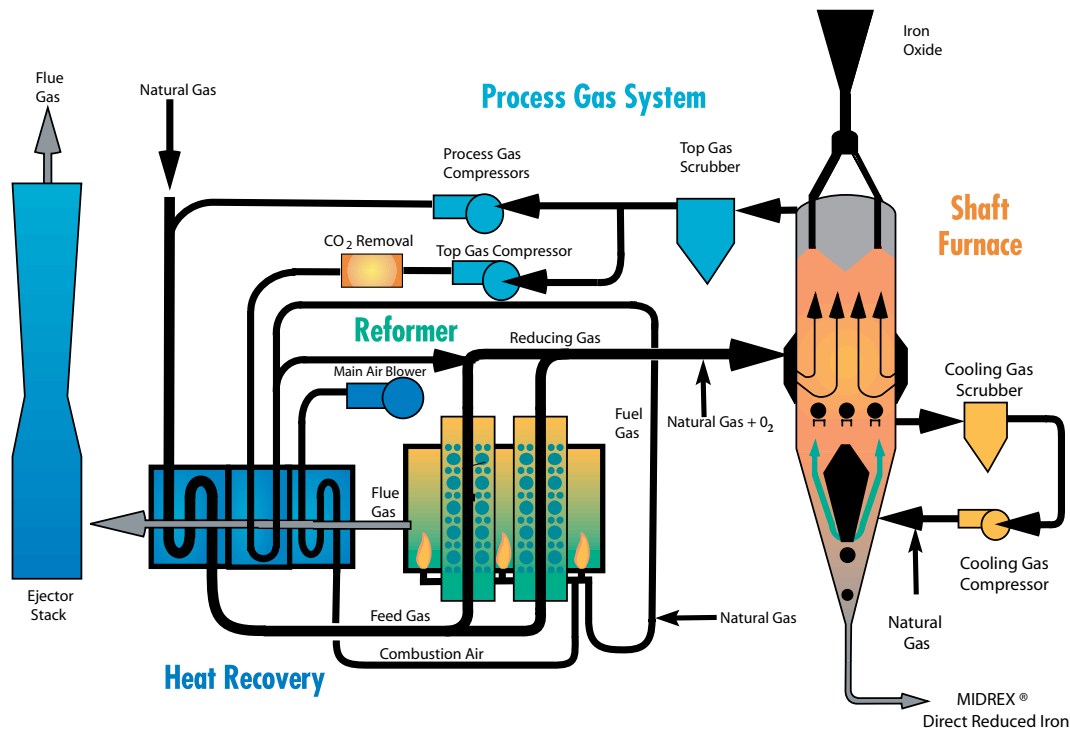 Iron
Oxide
Flue
Gas
Natural Gas
Process Gas System
Process Gas
Compressors
Top Gas
Scrubber
Shaft
Furnace
CO2 Removal
Top Gas Compressor
Reformer
Reducing Gas
Main Air Blower
Cooling Gas
Scrubber
Fuel
Gas
Natural Gas + 02
Flue
Gas
Cooling Gas
Compressor
Ejector
Stack
Feed Gas
Natural Gas
Natural
Gas
Combustion Air
Heat Recovery
MIDREX ®
Direct Reduced Iron